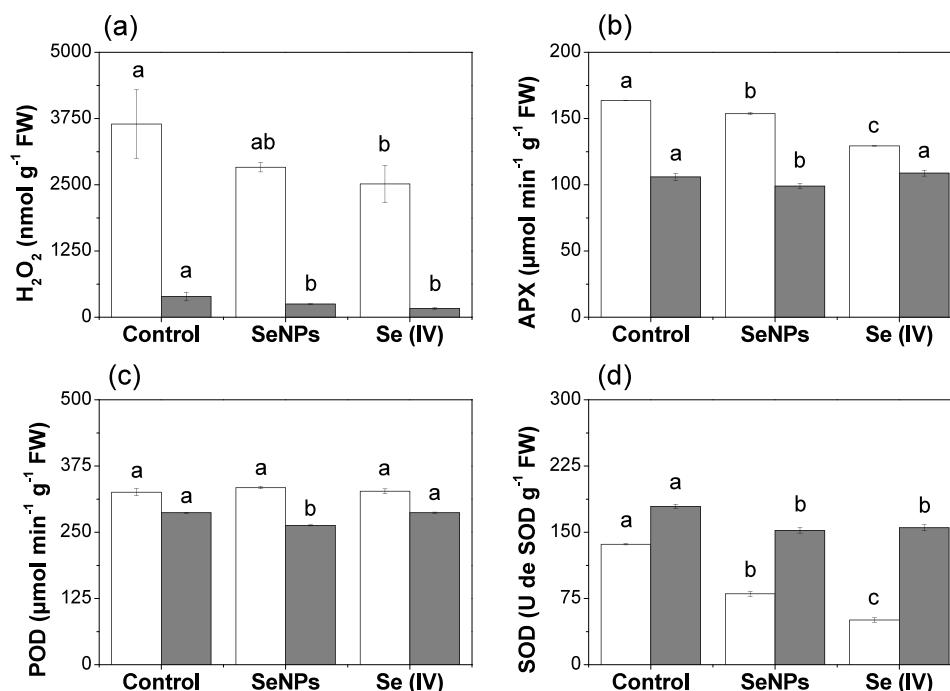 (a)
H₂O₂ (nmol g⁻¹ FW)
5000
3750
2500
1250
0
a
ab
b
a
b
b
Control SeNPs Se (IV)
(b)
APX (µmol min⁻¹ g⁻¹ FW)
200
150
100
50
0
a
b
c
a
b
a
Control SeNPs Se (IV)
(c)
POD (µmol min⁻¹ g⁻¹ FW)
500
375
250
125
0
a
a
a
a
b
a
Control SeNPs Se (IV)
(d)
SOD (U de SOD g⁻¹ FW)
300
225
150
75
0
a
a
b
b
c
b
Control SeNPs Se (IV)